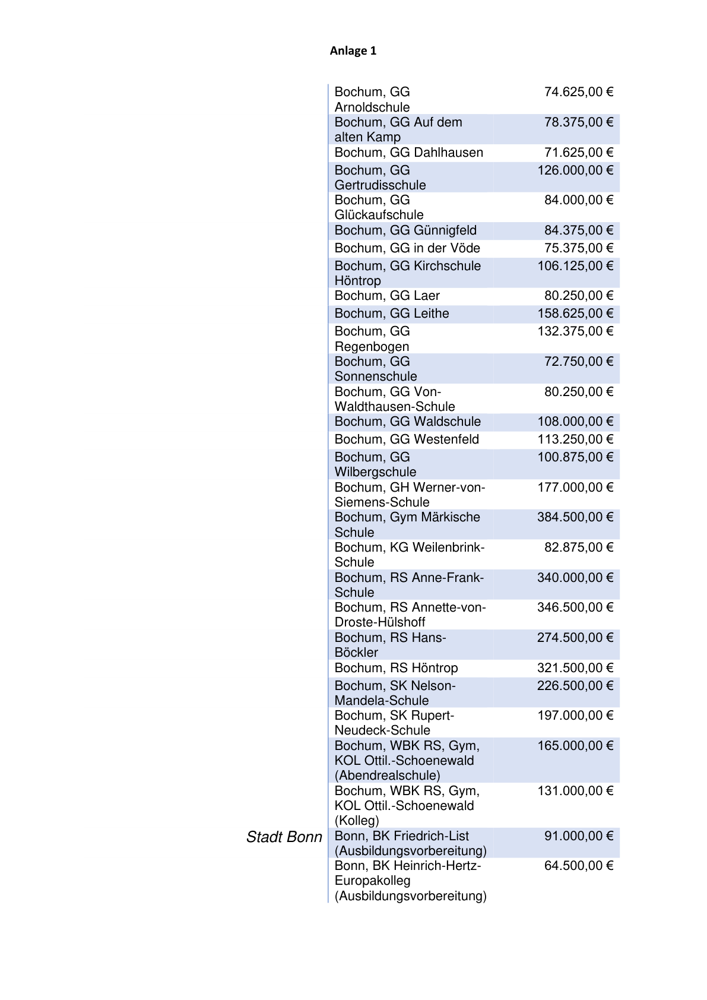 Anlage 1
Bochum, GG 74.625,00 €
Arnoldschule
Bochum, GG Auf dem 78.375,00 €
alten Kamp
Bochum, GG Dahlhausen 71.625,00 €
Bochum, GG 126.000,00 €
Gertrudisschule
Bochum, GG 84.000,00 €
Glückaufschule
Bochum, GG Günnigfeld 84.375,00 €
Bochum, GG in der Vöde 75.375,00 €
Bochum, GG Kirchschule 106.125,00 €
Höntrop
Bochum, GG Laer 80.250,00 €
Bochum, GG Leithe 158.625,00 €
Bochum, GG 132.375,00 €
Regenbogen
Bochum, GG 72.750,00 €
Sonnenschule
Bochum, GG Von- 80.250,00 €
Waldthausen-Schule
Bochum, GG Waldschule 108.000,00 €
Bochum, GG Westenfeld 113.250,00 €
Bochum, GG 100.875,00 €
Wilbergschule
Bochum, GH Werner-von- 177.000,00 €
Siemens-Schule
Bochum, Gym Märkische 384.500,00 €
Schule
Bochum, KG Weilenbrink- 82.875,00 €
Schule
Bochum, RS Anne-Frank- 340.000,00 €
Schule
Bochum, RS Annette-von- 346.500,00 €
Droste-Hülshoff
Bochum, RS Hans- 274.500,00 €
Böckler
Bochum, RS Höntrop 321.500,00 €
Bochum, SK Nelson- 226.500,00 €
Mandela-Schule
Bochum, SK Rupert- 197.000,00 €
Neudeck-Schule
Bochum, WBK RS, Gym, 165.000,00 €
KOL Ottil.-Schoenewald
(Abendrealschule)
Bochum, WBK RS, Gym, 131.000,00 €
KOL Ottil.-Schoenewald
(Kolleg)
Stadt Bonn Bonn, BK Friedrich-List 91.000,00 €
(Ausbildungsvorbereitung)
Bonn, BK Heinrich-Hertz- 64.500,00 €
Europakolleg
(Ausbildungsvorbereitung)